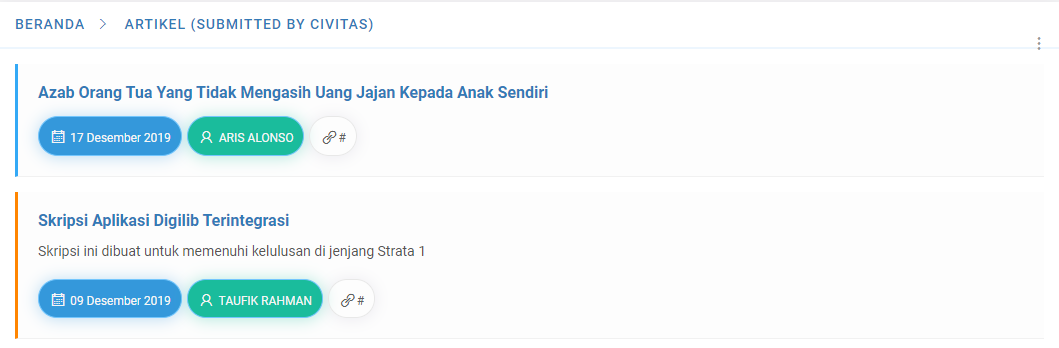 BERANDA > ARTIKEL (SUBMITTED BY CIVITAS)
Azab Orang Tua Yang Tidak Mengasih Uang Jajan Kepada Anak Sendiri
17 Desember 2019 ARIS ALONSO #
Skripsi Aplikasi Digilib Terintegrasi
Skripsi ini dibuat untuk memenuhi kelulusan di jenjang Strata 1
09 Desember 2019 TAUFIK RAHMAN #